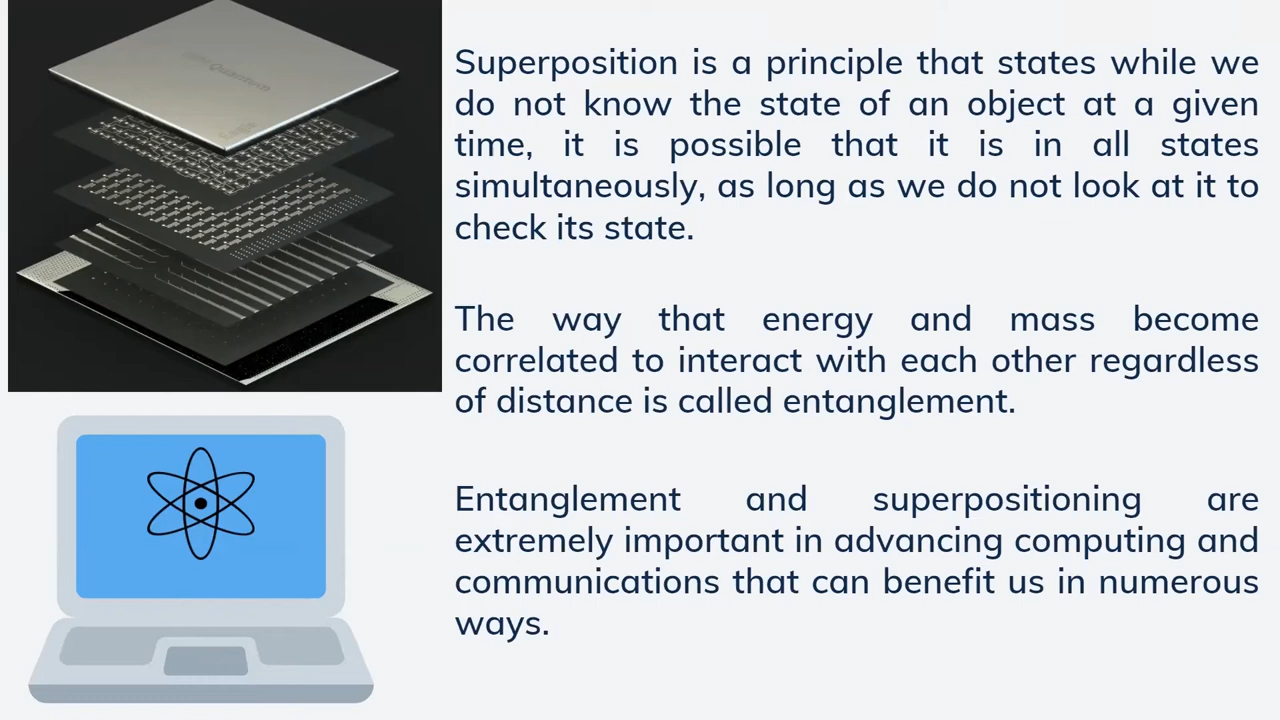 IBM Quantum
Superposition is a principle that states while we
do not know the state of an object at a given
time, it is possible that it is in all states
simultaneously, as long as we do not look at it to
check its state.
The way that energy and mass become
correlated to interact with each other regardless
of distance is called entanglement.
Entanglement and superpositioning are
extremely important in advancing computing and
communications that can benefit us in numerous
ways.